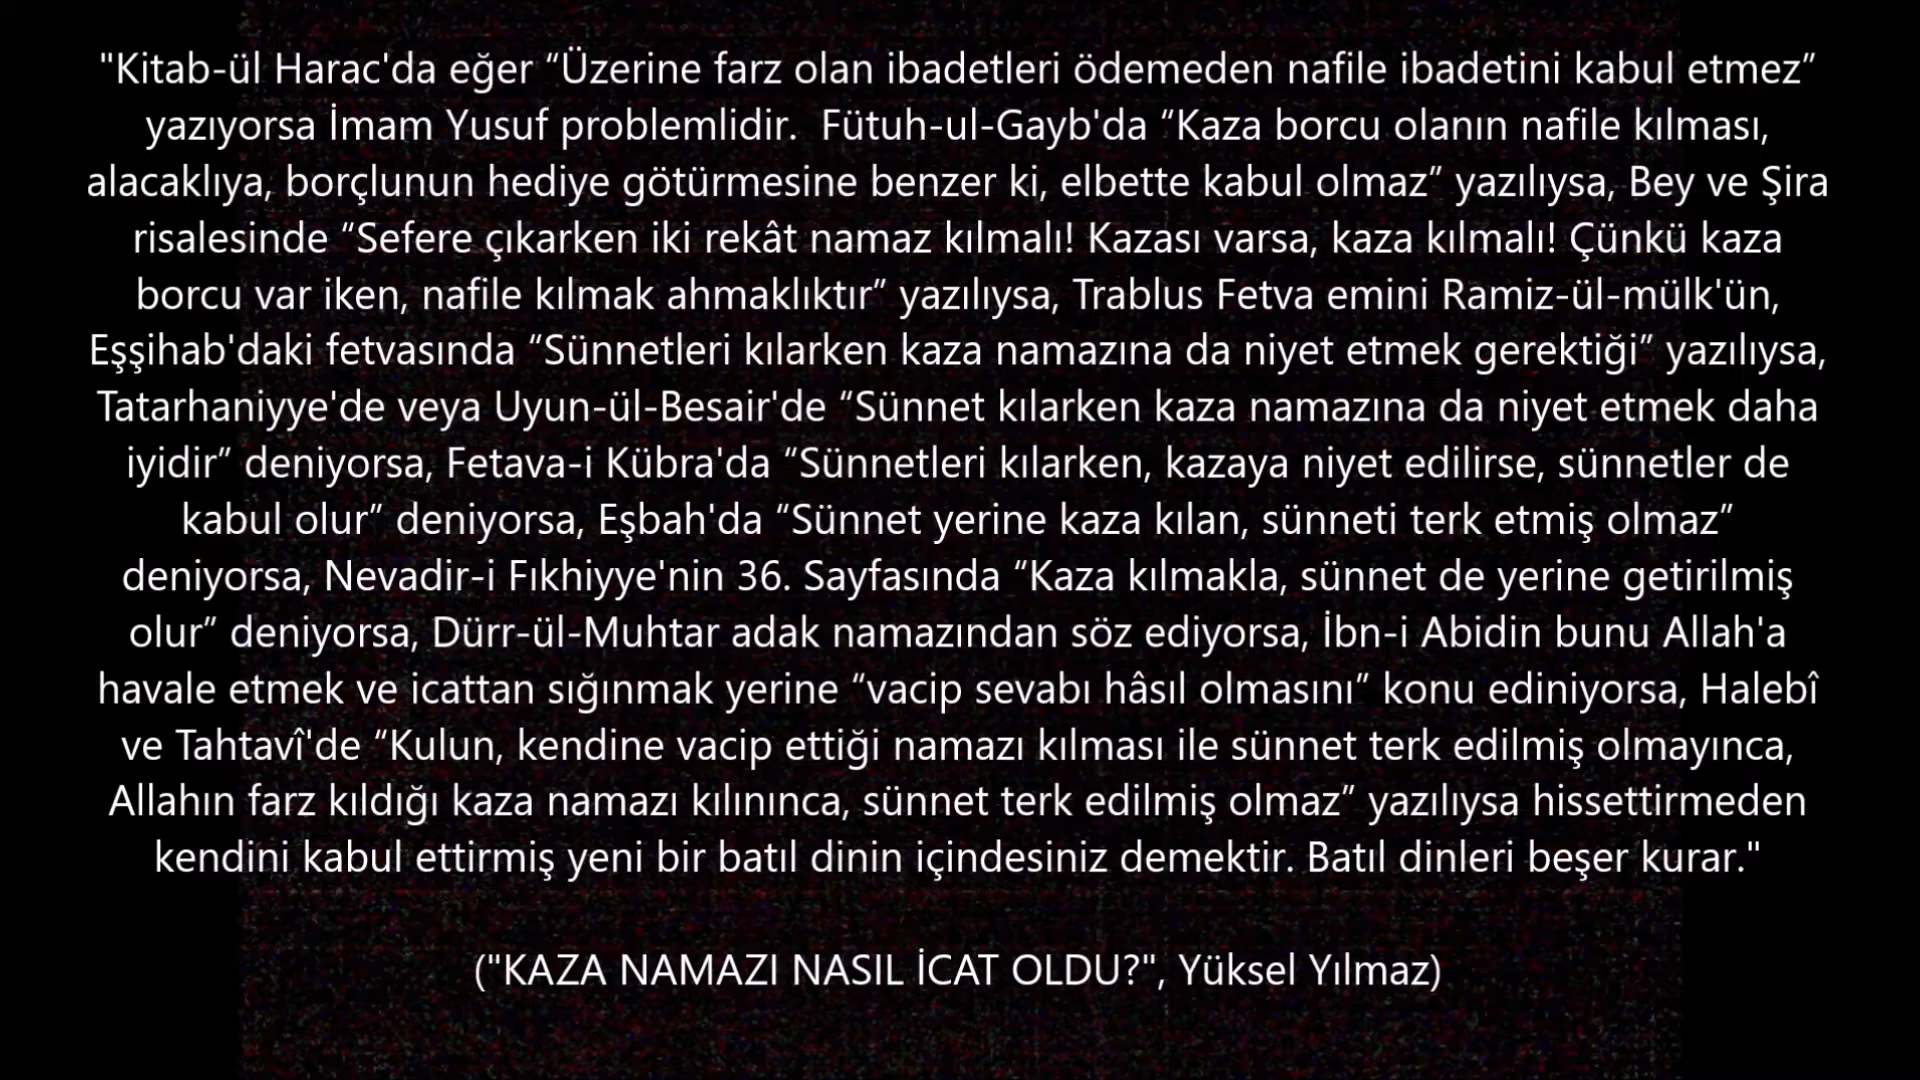 "Kitab-ül Harac'da eğer “Üzerine farz olan ibadetleri ödemeden nafile ibadetini kabul etmez”
yazıyorsa İmam Yusuf problemlidir.  Fütuh-ul-Gayb'da “Kaza borcu olanın nafile kılması,
alacaklıya, borçlunun hediye götürmesine benzer ki, elbette kabul olmaz” yazılıysa, Bey ve Şira
risalesinde “Sefere çıkarken iki rekât namaz kılmalı! Kazası varsa, kaza kılmalı! Çünkü kaza
borcu var iken, nafile kılmak ahmaklıktır” yazılıysa, Trablus Fetva emini Ramiz-ül-mülk'ün,
Eşşihab'daki fetvasında “Sünnetleri kılarken kaza namazına da niyet etmek gerektiği” yazılıysa,
Tatarhaniyye'de veya Uyun-ül-Besair'de “Sünnet kılarken kaza namazına da niyet etmek daha
iyidir” deniyorsa, Fetava-i Kübra'da “Sünnetleri kılarken, kazaya niyet edilirse, sünnetler de
kabul olur” deniyorsa, Eşbah'da “Sünnet yerine kaza kılan, sünneti terk etmiş olmaz”
deniyorsa, Nevadir-i Fıkhiyye'nin 36. Sayfasında “Kaza kılmakla, sünnet de yerine getirilmiş
olur” deniyorsa, Dürr-ül-Muhtar adak namazından söz ediyorsa, İbn-i Abidin bunu Allah'a
havale etmek ve icattan sığınmak yerine “vacip sevabı hâsıl olmasını” konu ediniyorsa, Halebî
ve Tahtavî'de “Kulun, kendine vacip ettiği namazı kılması ile sünnet terk edilmiş olmayınca,
Allahın farz kıldığı kaza namazı kılınınca, sünnet terk edilmiş olmaz” yazılıysa hissettirmeden
kendini kabul ettirmiş yeni bir batıl dinin içindesiniz demektir. Batıl dinleri beşer kurar."
("KAZA NAMAZI NASIL İCAT OLDU?", Yüksel Yılmaz)